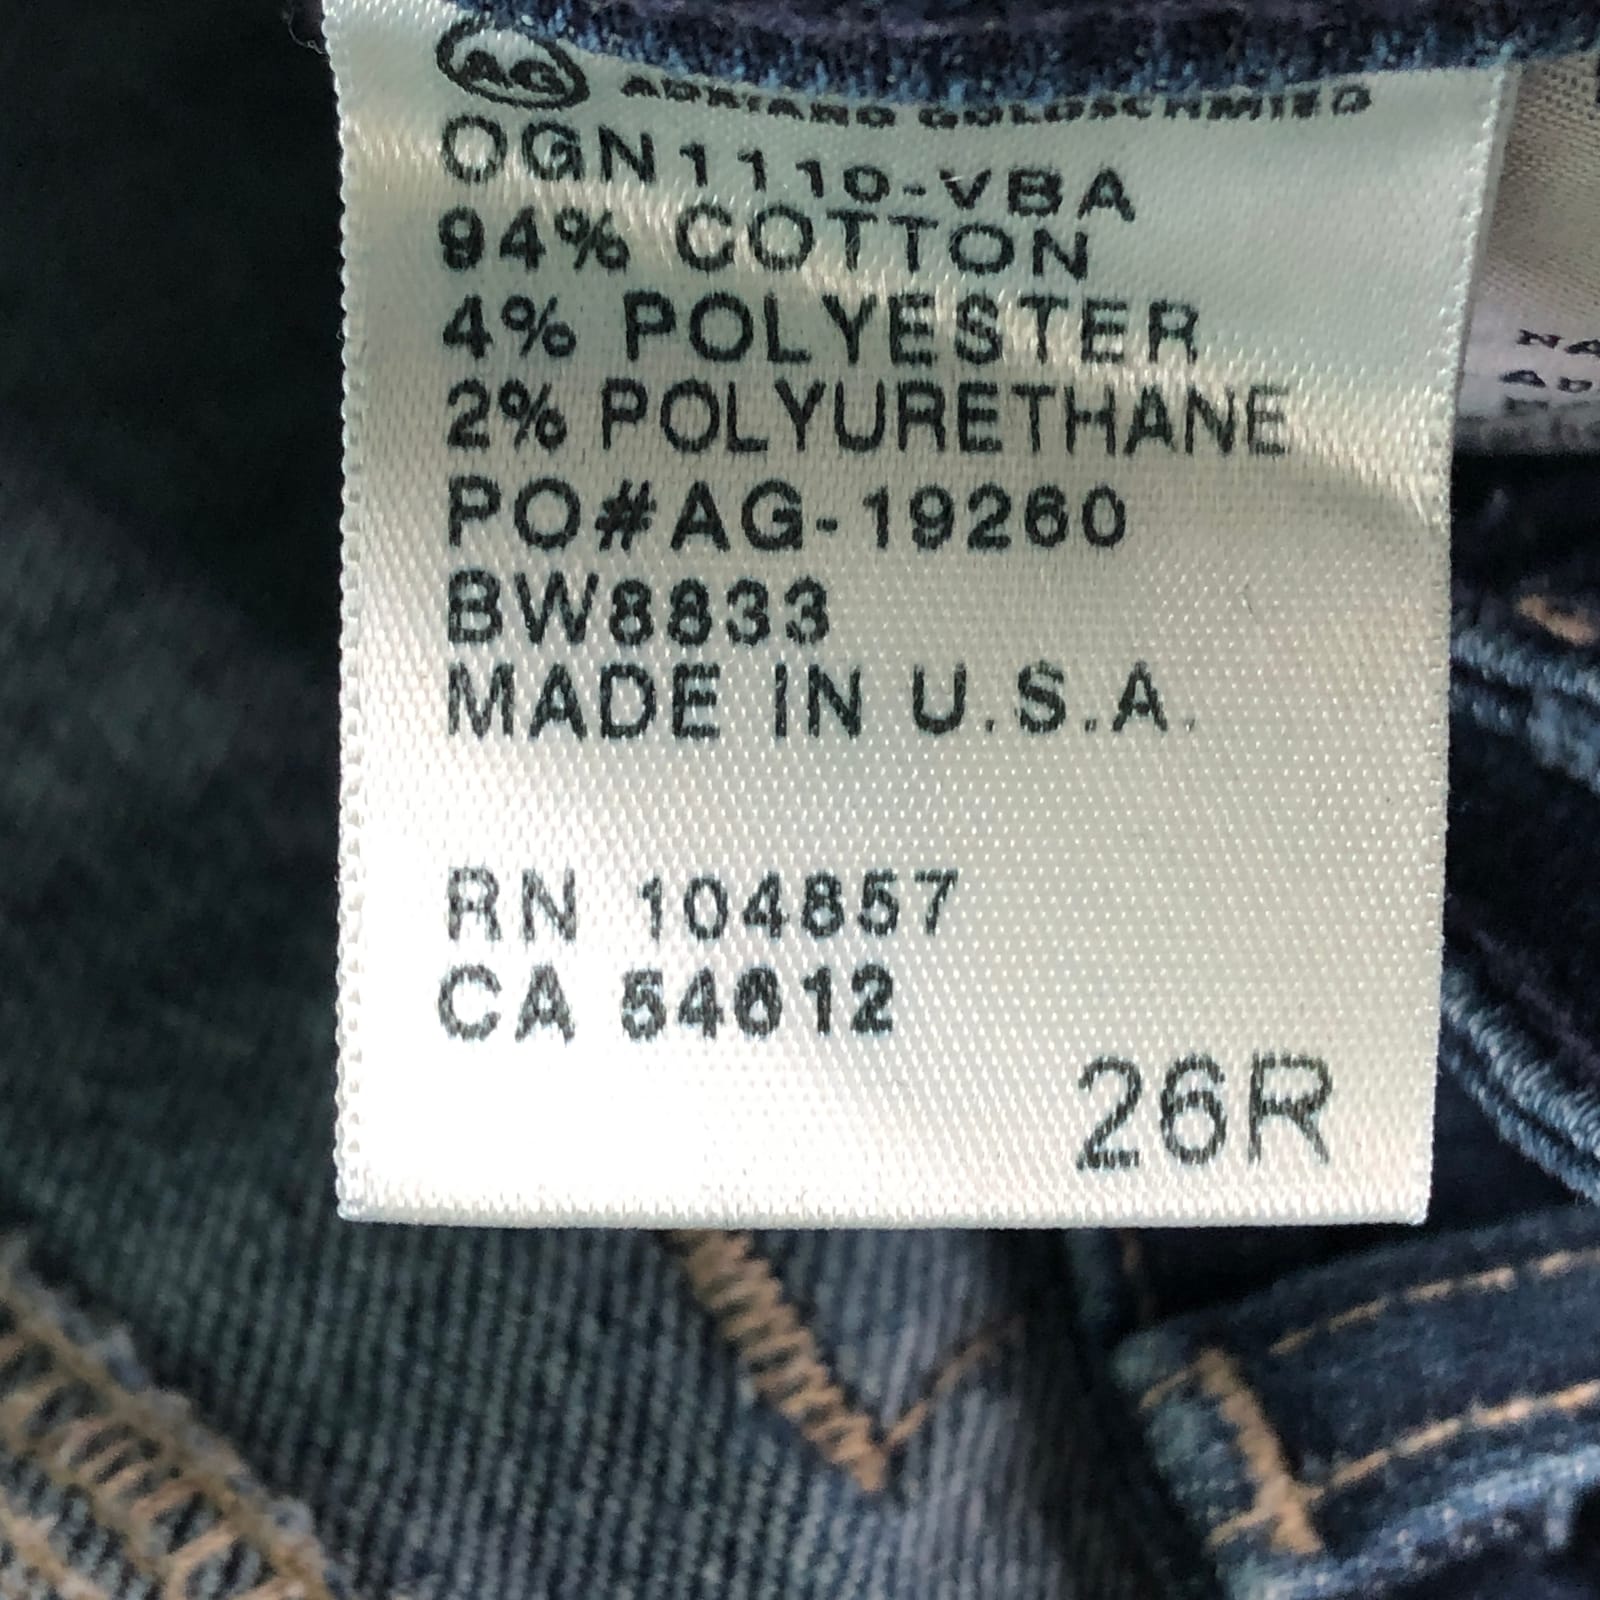 AG ADRIANO GOLDSCHMIED
OGN1110-VBA
94% COTTON
4% POLYESTER
2% POLYURETHANE
PO#AG-19260
BW8833
MADE IN U.S.A.
RN 104857
CA 54612
26R